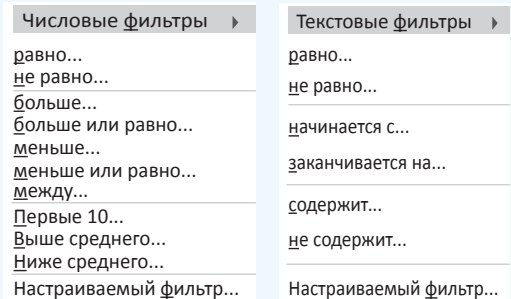 Числовые фильтры
равно...
не равно...
больше...
больше или равно...
меньше...
меньше или равно...
между...
Первые 10...
Выше среднего...
Ниже среднего...
Настраиваемый фильтр...
Текстовые фильтры
равно...
не равно...
начинается с...
заканчивается на...
содержит...
не содержит...
Настраиваемый фильтр...